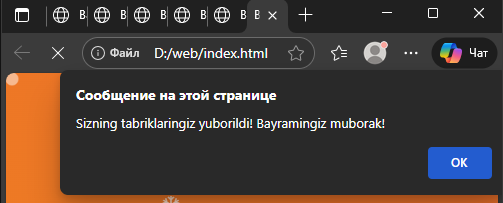 B B B B B B
Файл D:/web/index.html Чат
Сообщение на этой странице
Sizning tabriklaringiz yuborildi! Bayramingiz muborak!
OK